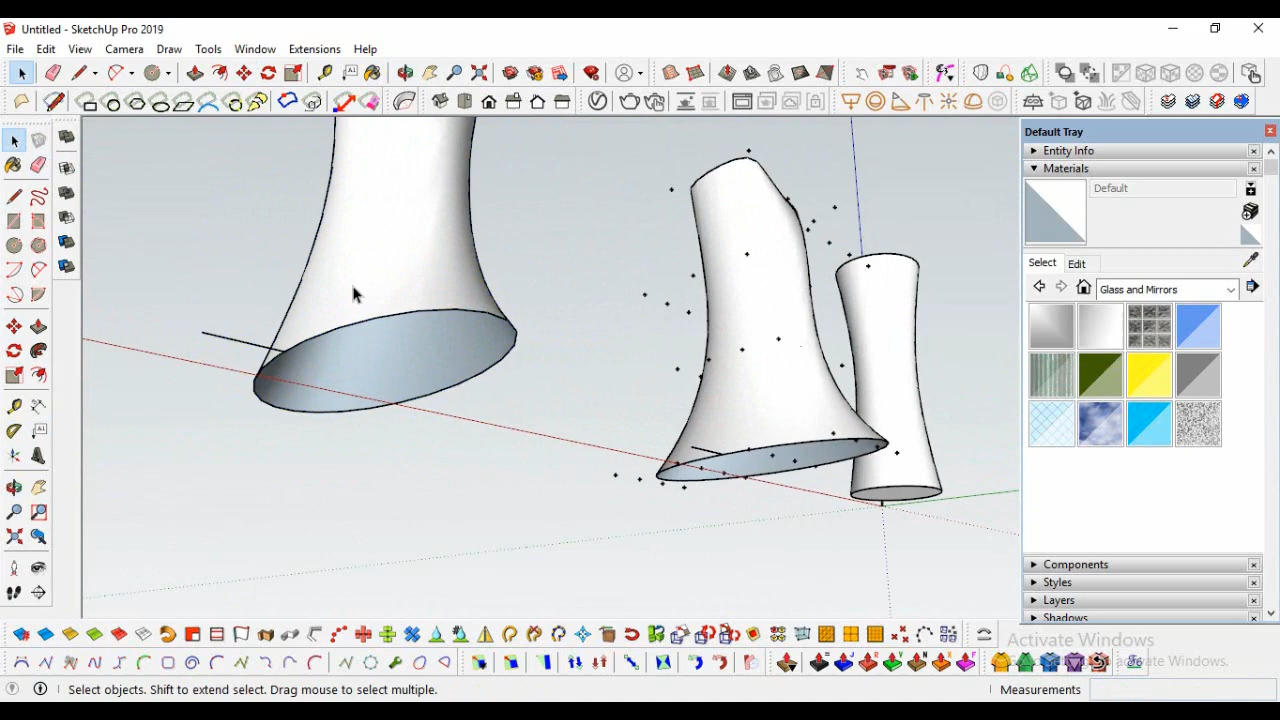 Untitled - SketchUp Pro 2019
File Edit View Camera Draw Tools Window Extensions Help
Default Tray
Entity Info
Materials
Default
Select Edit
Glass and Mirrors
Components
Styles
Layers
Shadows
Activate Windows
Select objects. Shift to extend select. Drag mouse to select multiple.
Measurements